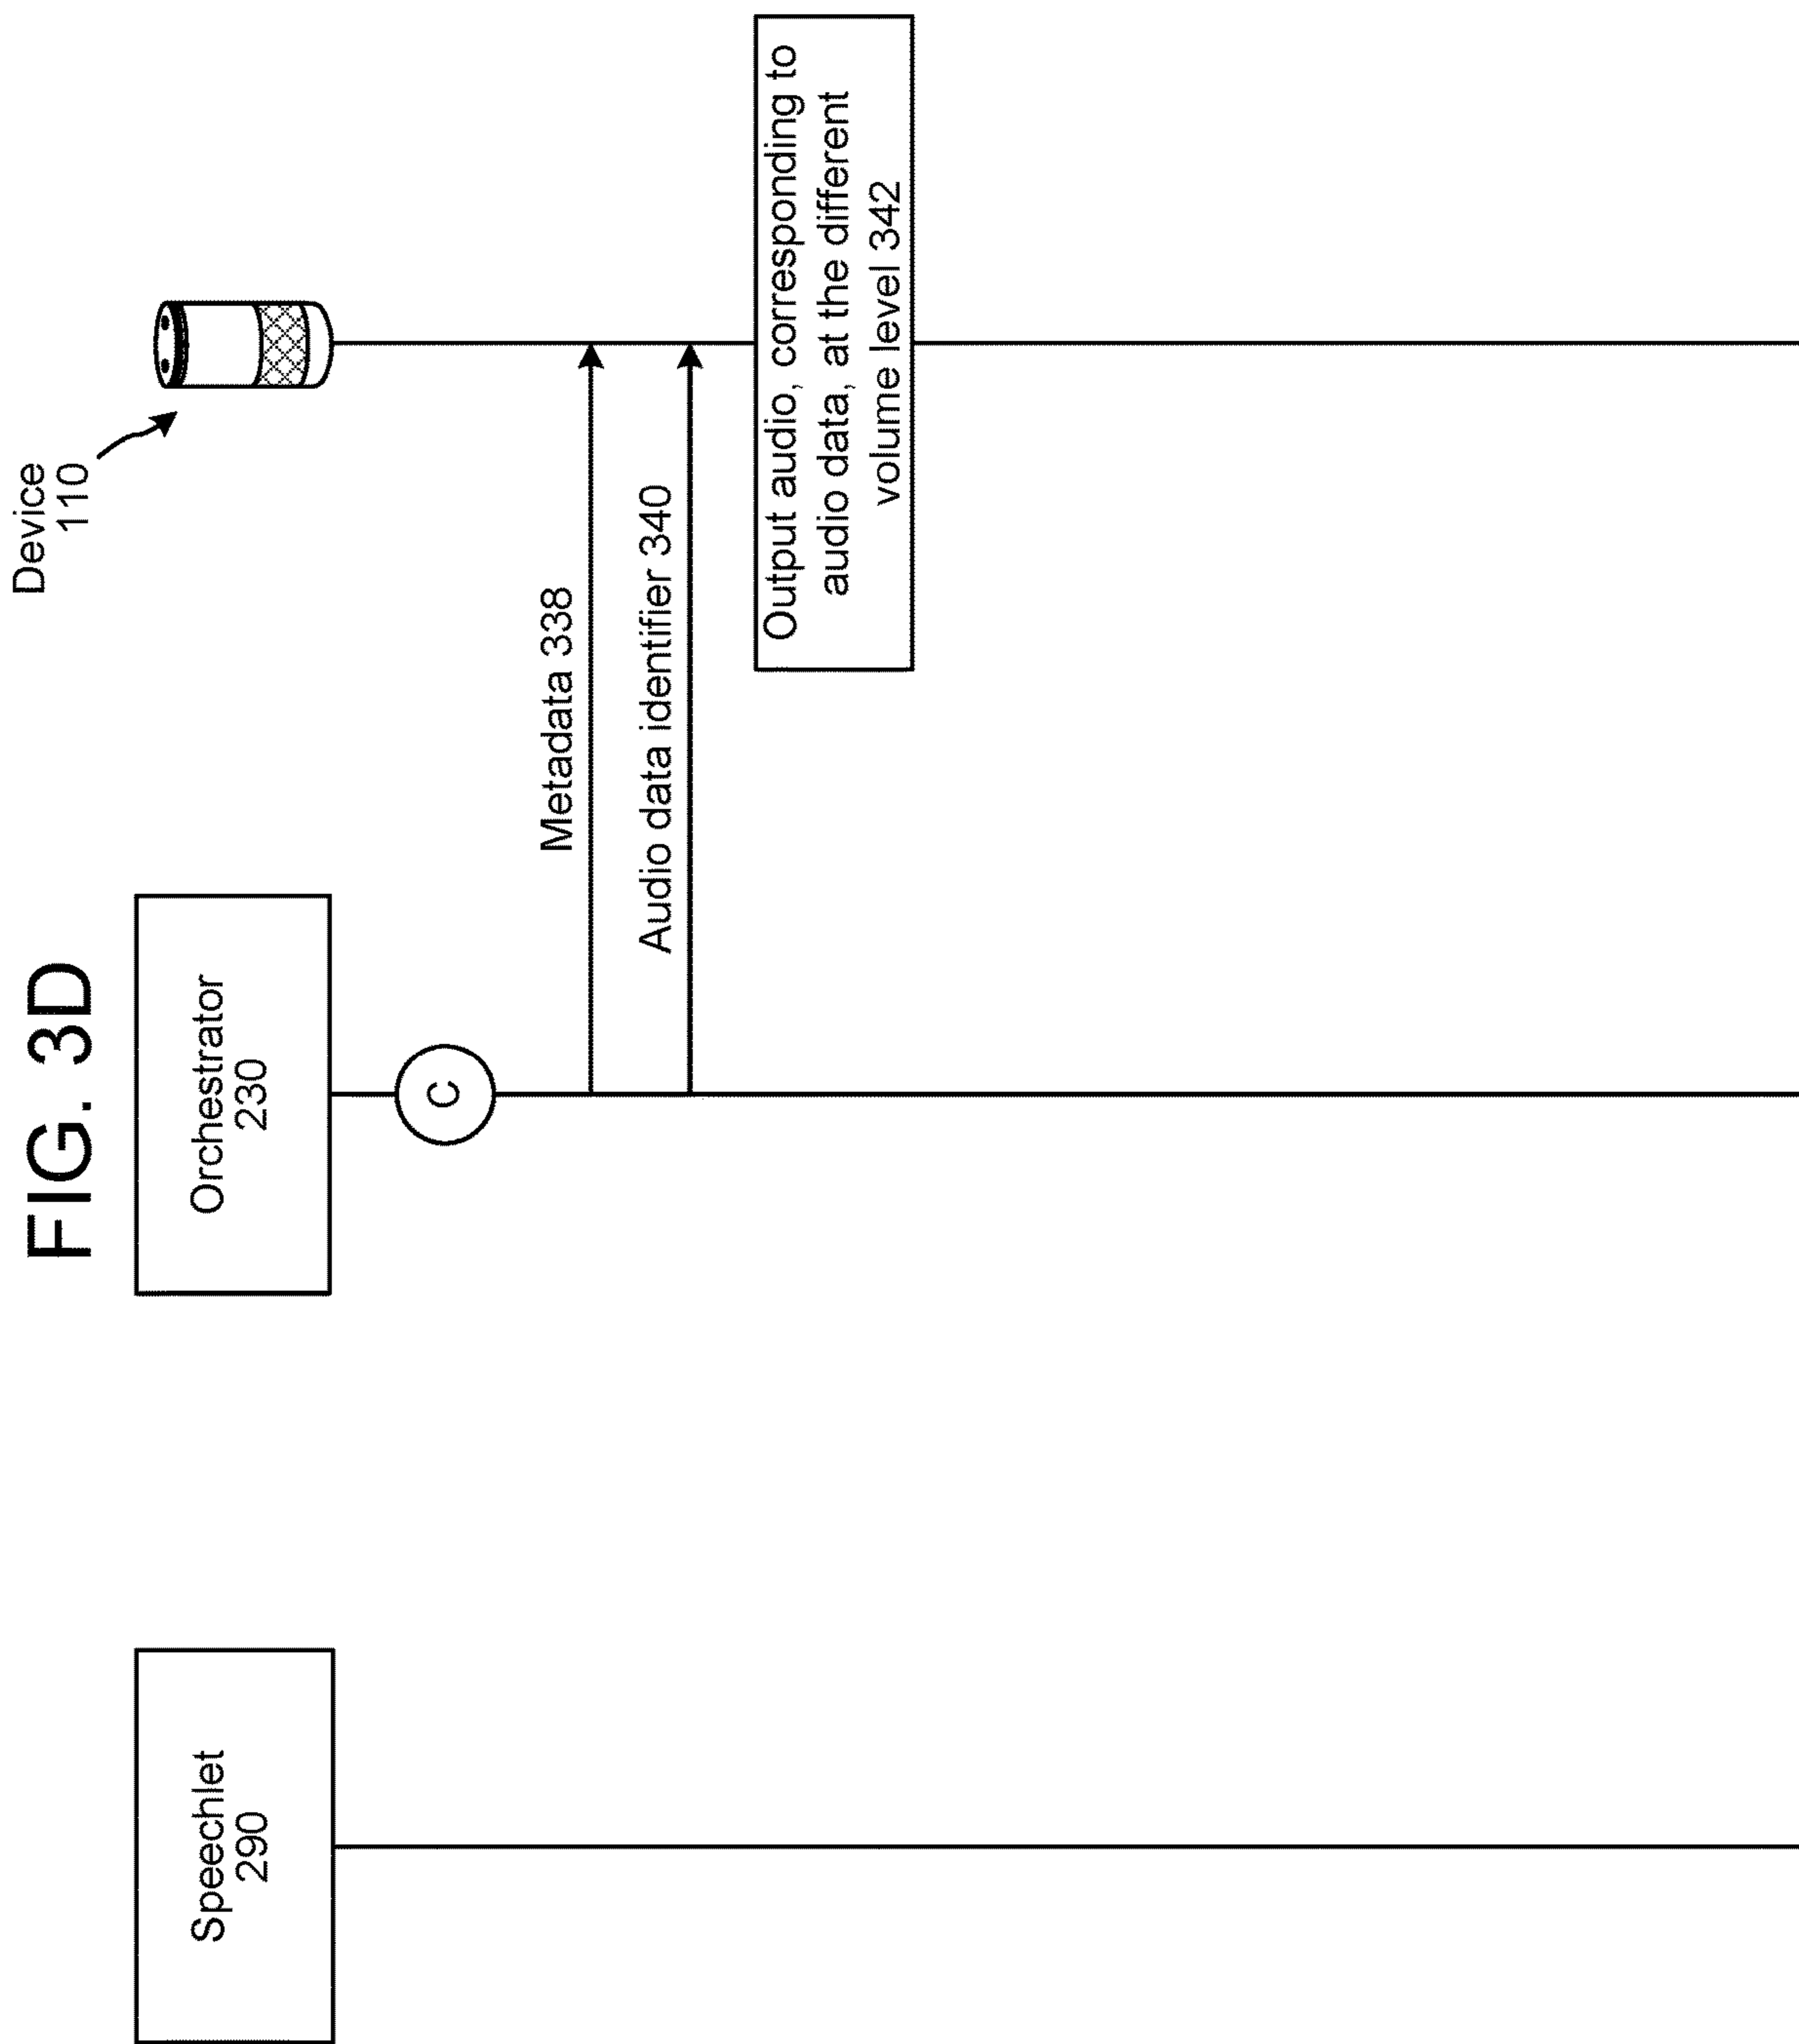 FIG. 3D
Speechlet
290
Orchestrator
230
Device
110
C
Metadata 338
Audio data identifier 340
Output audio, corresponding to
audio data, at the different
volume level 342